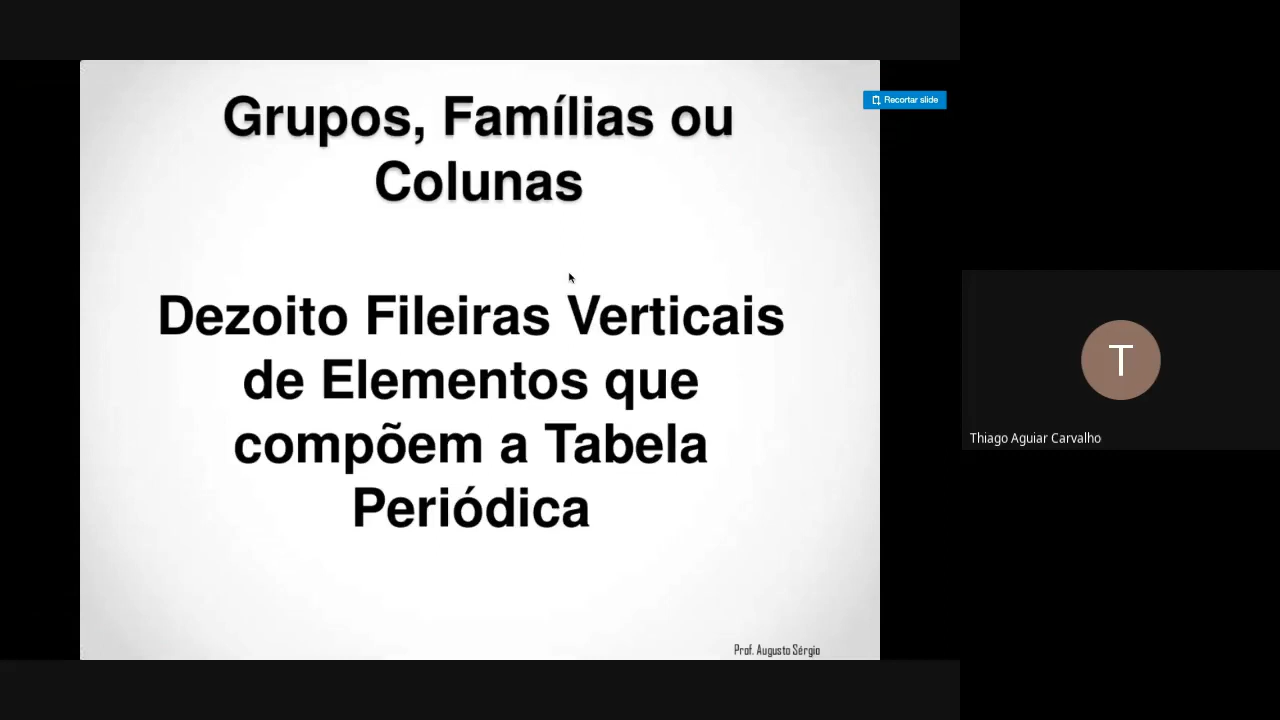 Grupos, Famílias ou
Colunas
Recortar slide
Dezoito Fileiras Verticais
de Elementos que
compõem a Tabela
Periódica
Prof. Augusto Sérgio
T
Thiago Aguiar Carvalho